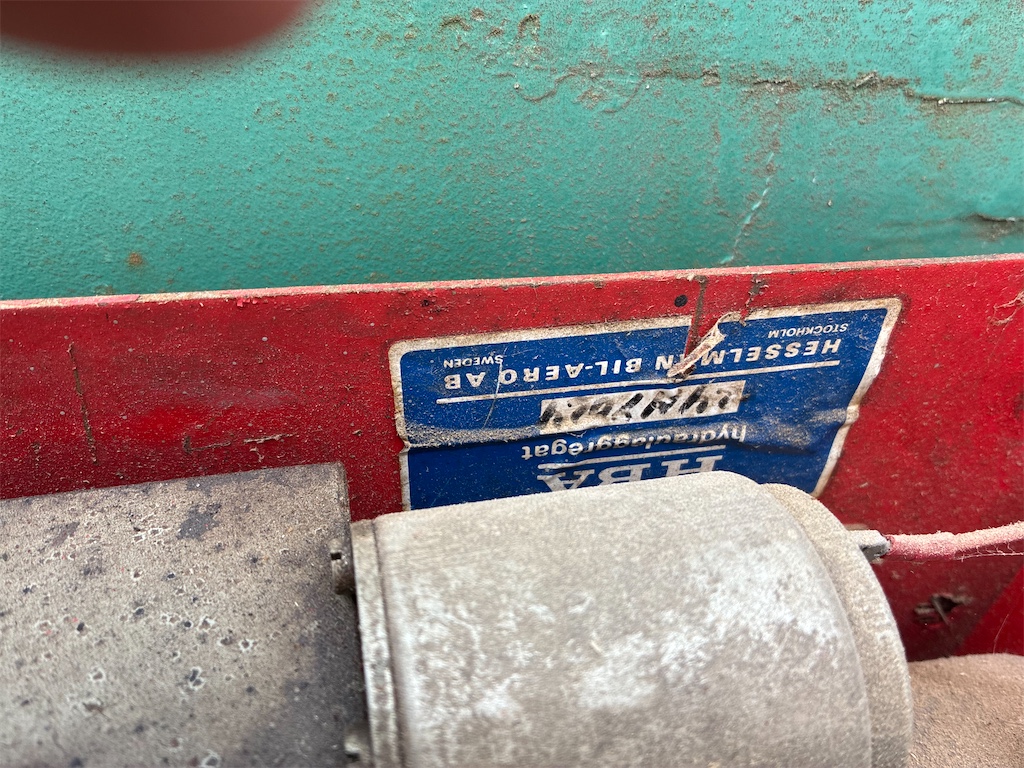 HBA
hydraulaggregat
HESSELMAN BIL-AERO AB
STOCKHOLM SWEDEN